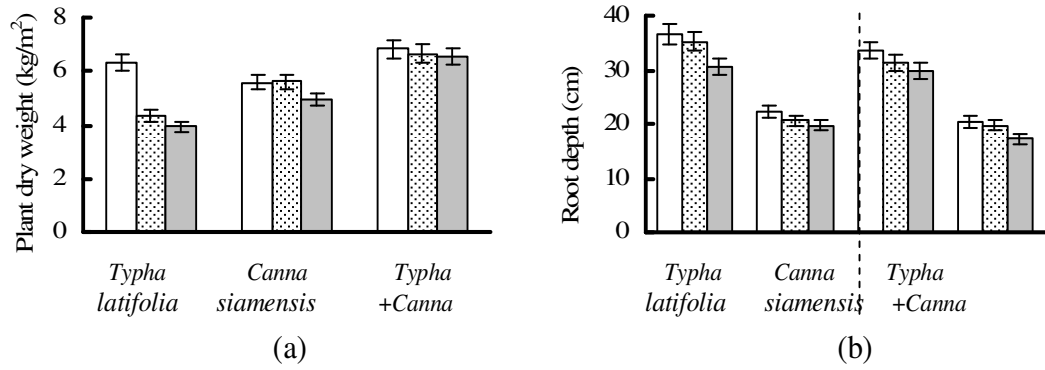 Plant dry weight (kg/m²)
8
6
4
2
0
Typha
latifolia
Canna
siamensis
Typha
+Canna
(a)
Root depth (cm)
40
30
20
10
0
Typha
latifolia
Canna
siamensis
Typha
+Canna
(b)